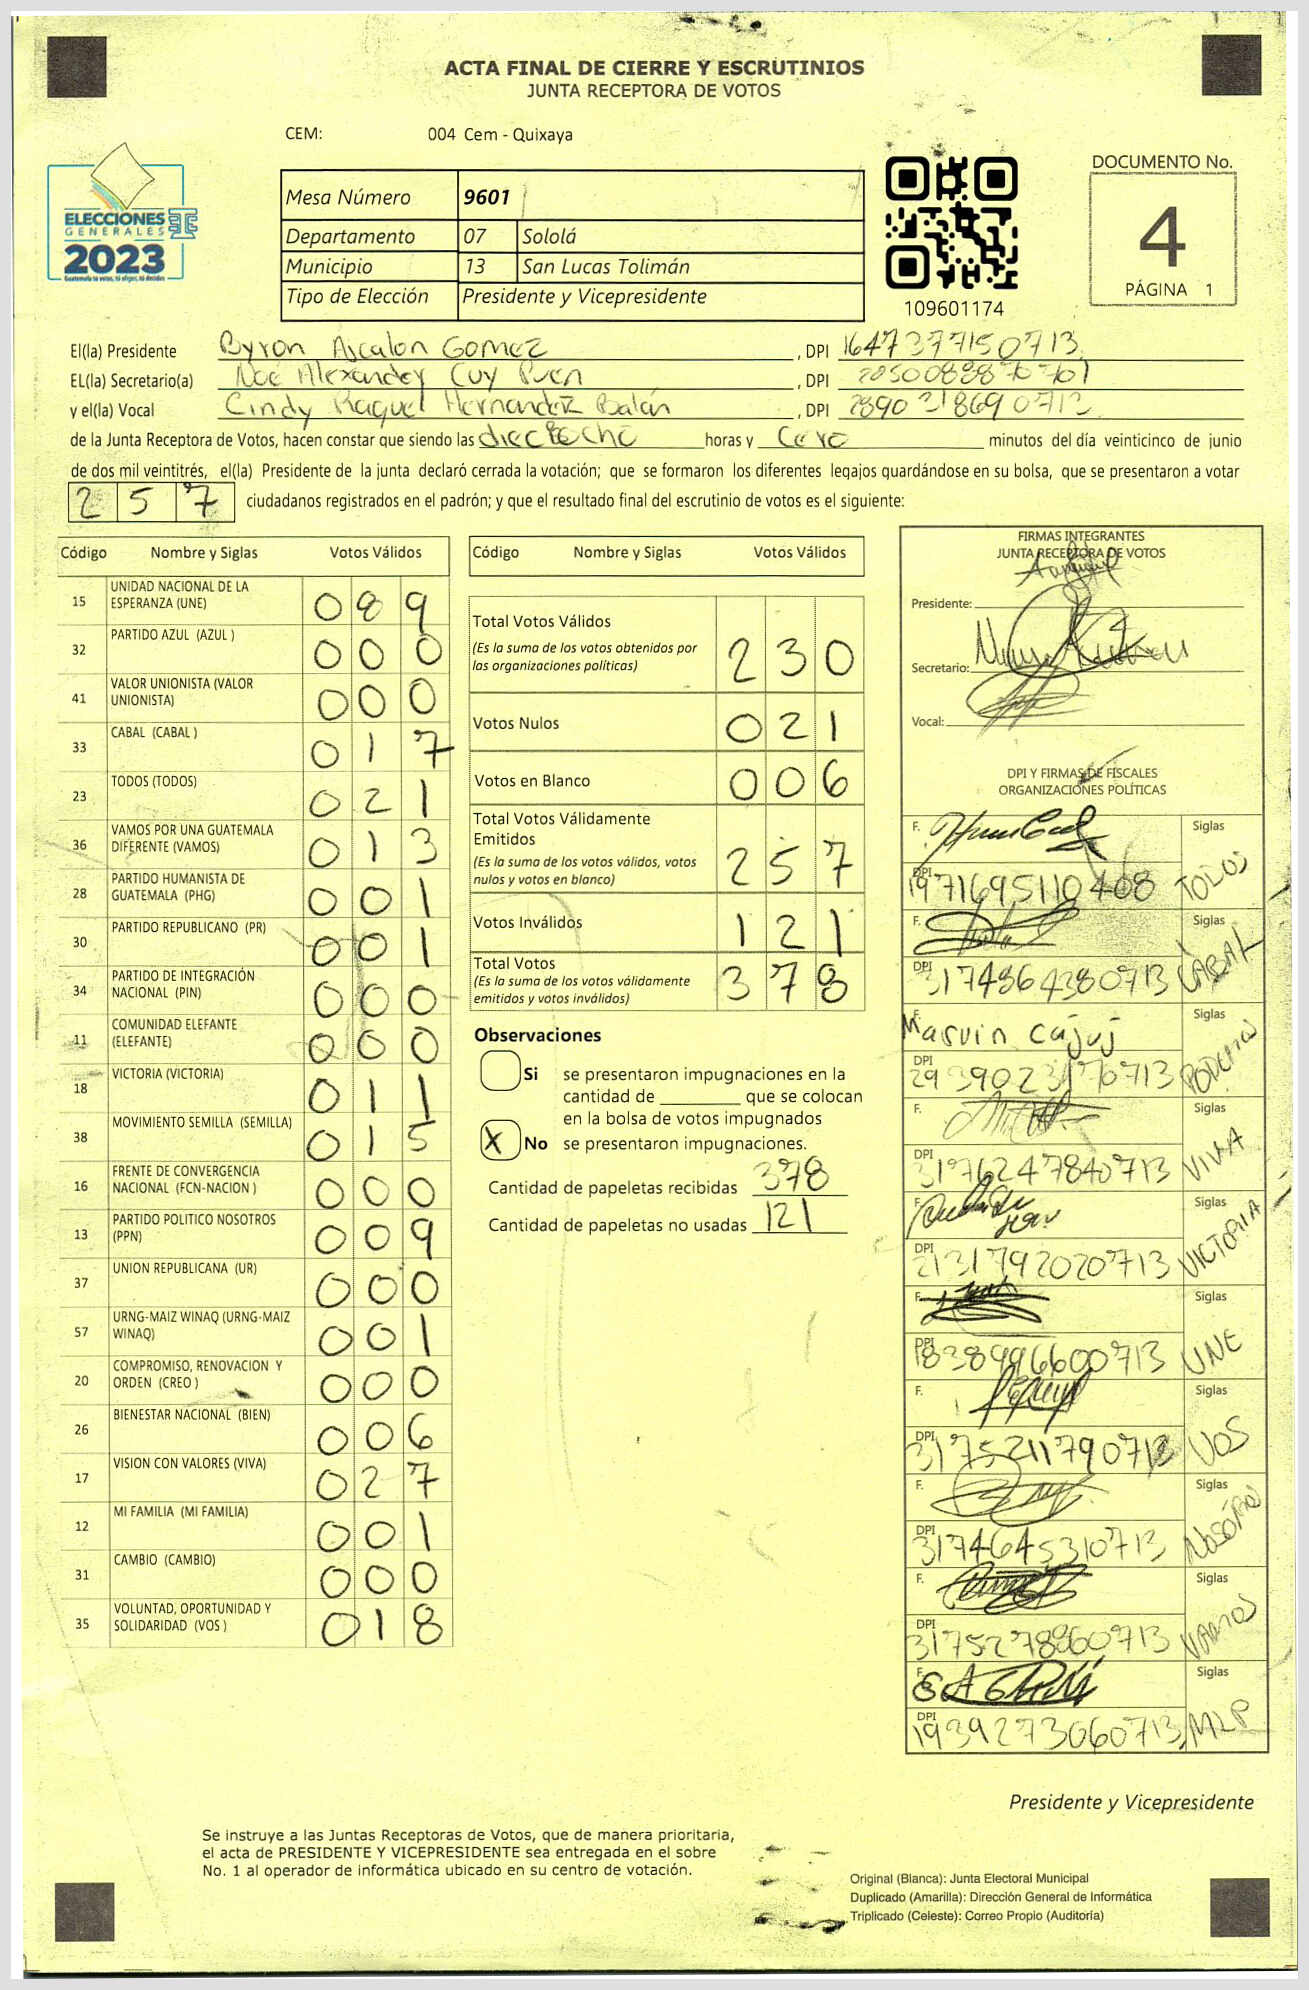 ACTA FINAL DE CIERRE Y ESCRUTINIOS
JUNTA RECEPTORA DE VOTOS
CEM: 004 Cem - Quixaya
ELECCIONES
GENERALES
2023
Guatemala tu votas, tú eliges, tú decides
Mesa Número 9601
Departamento 07 Sololá
Municipio 13 San Lucas Tolimán
Tipo de Elección Presidente y Vicepresidente
109601174
DOCUMENTO No.
4
PÁGINA 1
El(la) Presidente Byron Ajcalon Gomez, DPI 1647377150713
EL(la) Secretario(a) Noé Alexander Cuy Puen, DPI
y el(la) Vocal Cindy Raquel Hernandez Balán, DPI 2890318690713
de la Junta Receptora de Votos, hacen constar que siendo las dieciocho horas y Cero minutos del día veinticinco de junio
de dos mil veintitrés, el(la) Presidente de la junta declaró cerrada la votación; que se formaron los diferentes legajos guardándose en su bolsa, que se presentaron a votar
2 5 7 ciudadanos registrados en el padrón; y que el resultado final del escrutinio de votos es el siguiente:
Código Nombre y Siglas Votos Válidos
15 UNIDAD NACIONAL DE LA ESPERANZA (UNE) 0 8 9
32 PARTIDO AZUL (AZUL ) 0 0 0
41 VALOR UNIONISTA (VALOR UNIONISTA) 0 0 0
33 CABAL (CABAL ) 0 1 7
23 TODOS (TODOS) 0 2 1
36 VAMOS POR UNA GUATEMALA DIFERENTE (VAMOS) 0 1 3
28 PARTIDO HUMANISTA DE GUATEMALA (PHG) 0 0 1
30 PARTIDO REPUBLICANO (PR) 0 0 1
34 PARTIDO DE INTEGRACIÓN NACIONAL (PIN) 0 0 0
11 COMUNIDAD ELEFANTE (ELEFANTE) 0 0 0
18 VICTORIA (VICTORIA) 0 1 1
38 MOVIMIENTO SEMILLA (SEMILLA) 0 1 5
16 FRENTE DE CONVERGENCIA NACIONAL (FCN-NACION ) 0 0 0
13 PARTIDO POLITICO NOSOTROS (PPN) 0 0 9
37 UNION REPUBLICANA (UR) 0 0 0
57 URNG-MAIZ WINAQ (URNG-MAIZ WINAQ) 0 0 1
20 COMPROMISO, RENOVACION Y ORDEN (CREO ) 0 0 0
26 BIENESTAR NACIONAL (BIEN) 0 0 6
17 VISION CON VALORES (VIVA) 0 2 7
12 MI FAMILIA (MI FAMILIA) 0 0 1
31 CAMBIO (CAMBIO) 0 0 0
35 VOLUNTAD, OPORTUNIDAD Y SOLIDARIDAD (VOS ) 0 1 8
Código Nombre y Siglas Votos Válidos
Total Votos Válidos 2 3 0
(Es la suma de los votos obtenidos por
las organizaciones políticas)
Votos Nulos 0 2 1
Votos en Blanco 0 0 6
Total Votos Válidamente
Emitidos 2 5 7
(Es la suma de los votos válidos, votos
nulos y votos en blanco)
Votos Inválidos 1 2 1
Total Votos 3 7 8
(Es la suma de los votos válidamente
emitidos y votos inválidos)
Observaciones
Si se presentaron impugnaciones en la
cantidad de ________ que se colocan
en la bolsa de votos impugnados
X No se presentaron impugnaciones.
Cantidad de papeletas recibidas 378
Cantidad de papeletas no usadas 121
FIRMAS INTEGRANTES
JUNTA RECEPTORA DE VOTOS
Presidente:
Secretario:
Vocal:
DPI Y FIRMAS DE FISCALES
ORGANIZACIONES POLÍTICAS
F. Siglas
DPI 1971695110408 TODOS
F. Siglas
DPI 3174864380713 CABAL
F. Marvin Cajuj Siglas
DPI 2939023170713 PODEMOS
F. Siglas
DPI 3176247840713 VIVA
F. Siglas
DPI 2131792020713 VICTORIA
F. Siglas
DPI 1838996600713 UNE
F. Siglas
DPI 3175211790713 VOS
F. Siglas
DPI 3174645310713 Nosotros
F. Siglas
DPI 3175278860713 VAMOS
F. Siglas
DPI 1939273060713 MLP
Presidente y Vicepresidente
Se instruye a las Juntas Receptoras de Votos, que de manera prioritaria,
el acta de PRESIDENTE Y VICEPRESIDENTE sea entregada en el sobre
No. 1 al operador de informática ubicado en su centro de votación.
Original (Blanca): Junta Electoral Municipal
Duplicado (Amarilla): Dirección General de Informática
Triplicado (Celeste): Correo Propio (Auditoría)